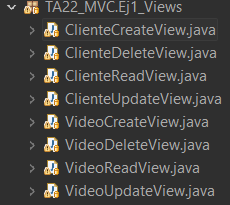 TA22_MVC.Ej1_Views
ClienteCreateView.java
ClienteDeleteView.java
ClienteReadView.java
ClienteUpdateView.java
VideoCreateView.java
VideoDeleteView.java
VideoReadView.java
VideoUpdateView.java